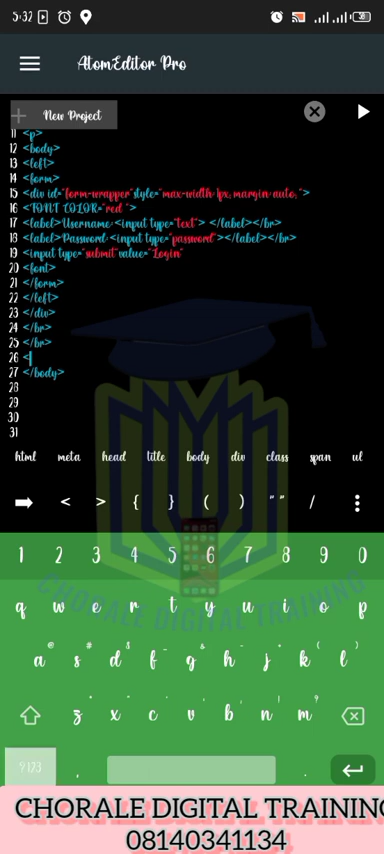 5:32
38
AtomEditor Pro
New Project
11 <p>
12 <body>
13 <left>
14 <form>
15 <div id="form-wrapper"style="max-width 1px, margin auto, ">
16 <FONT COLOR="red ">
17 <label>Username <input type="text"> </label></br>
18 <label>Password <input type="password"></label></br>
19 <input type="submit"value="Login"
20 <font>
21 </form>
22 </left>
23 </div>
24 </br>
25 </br>
26 <
27 </body>
28
29
30
31
html meta head title body div class span ul
< > { } ( ) " " /
1 2 3 4 5 6 7 8 9 0
q w e r t y u i o p
@ # $ & - + ( )
a s d f g h j k l
z x c v b n m
, .
CHORALE DIGITAL TRAINING
CHORALE DIGITAL TRAINING
08140341134